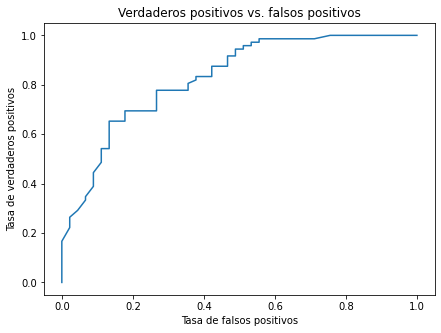 Verdaderos positivos vs. falsos positivos
1.0
0.8
0.6
0.4
0.2
0.0
Tasa de verdaderos positivos
0.0 0.2 0.4 0.6 0.8 1.0
Tasa de falsos positivos